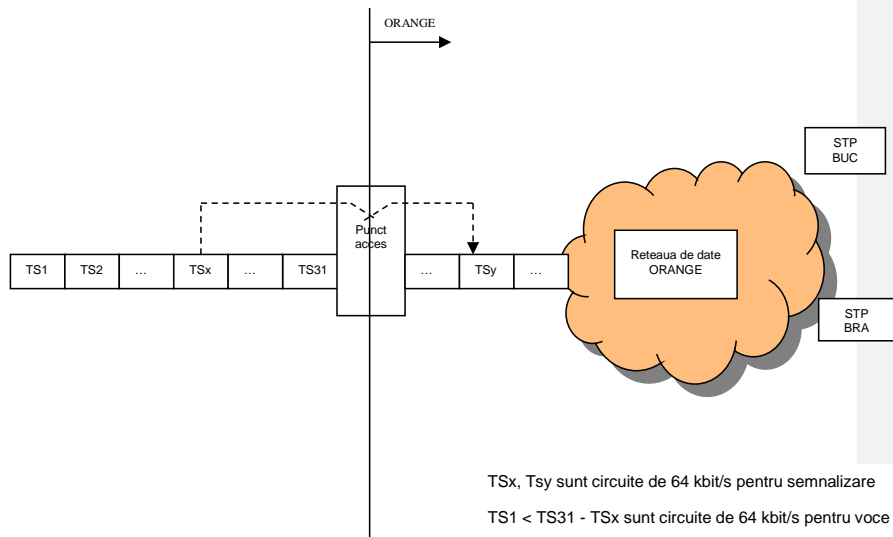 ORANGE
STP
BUC
Punct
acces
TS1
TS2
...
TSx
...
TS31
...
TSy
...
Reteaua de date
ORANGE
STP
BRA
TSx, Tsy sunt circuite de 64 kbit/s pentru semnalizare
TS1 < TS31 - TSx sunt circuite de 64 kbit/s pentru voce